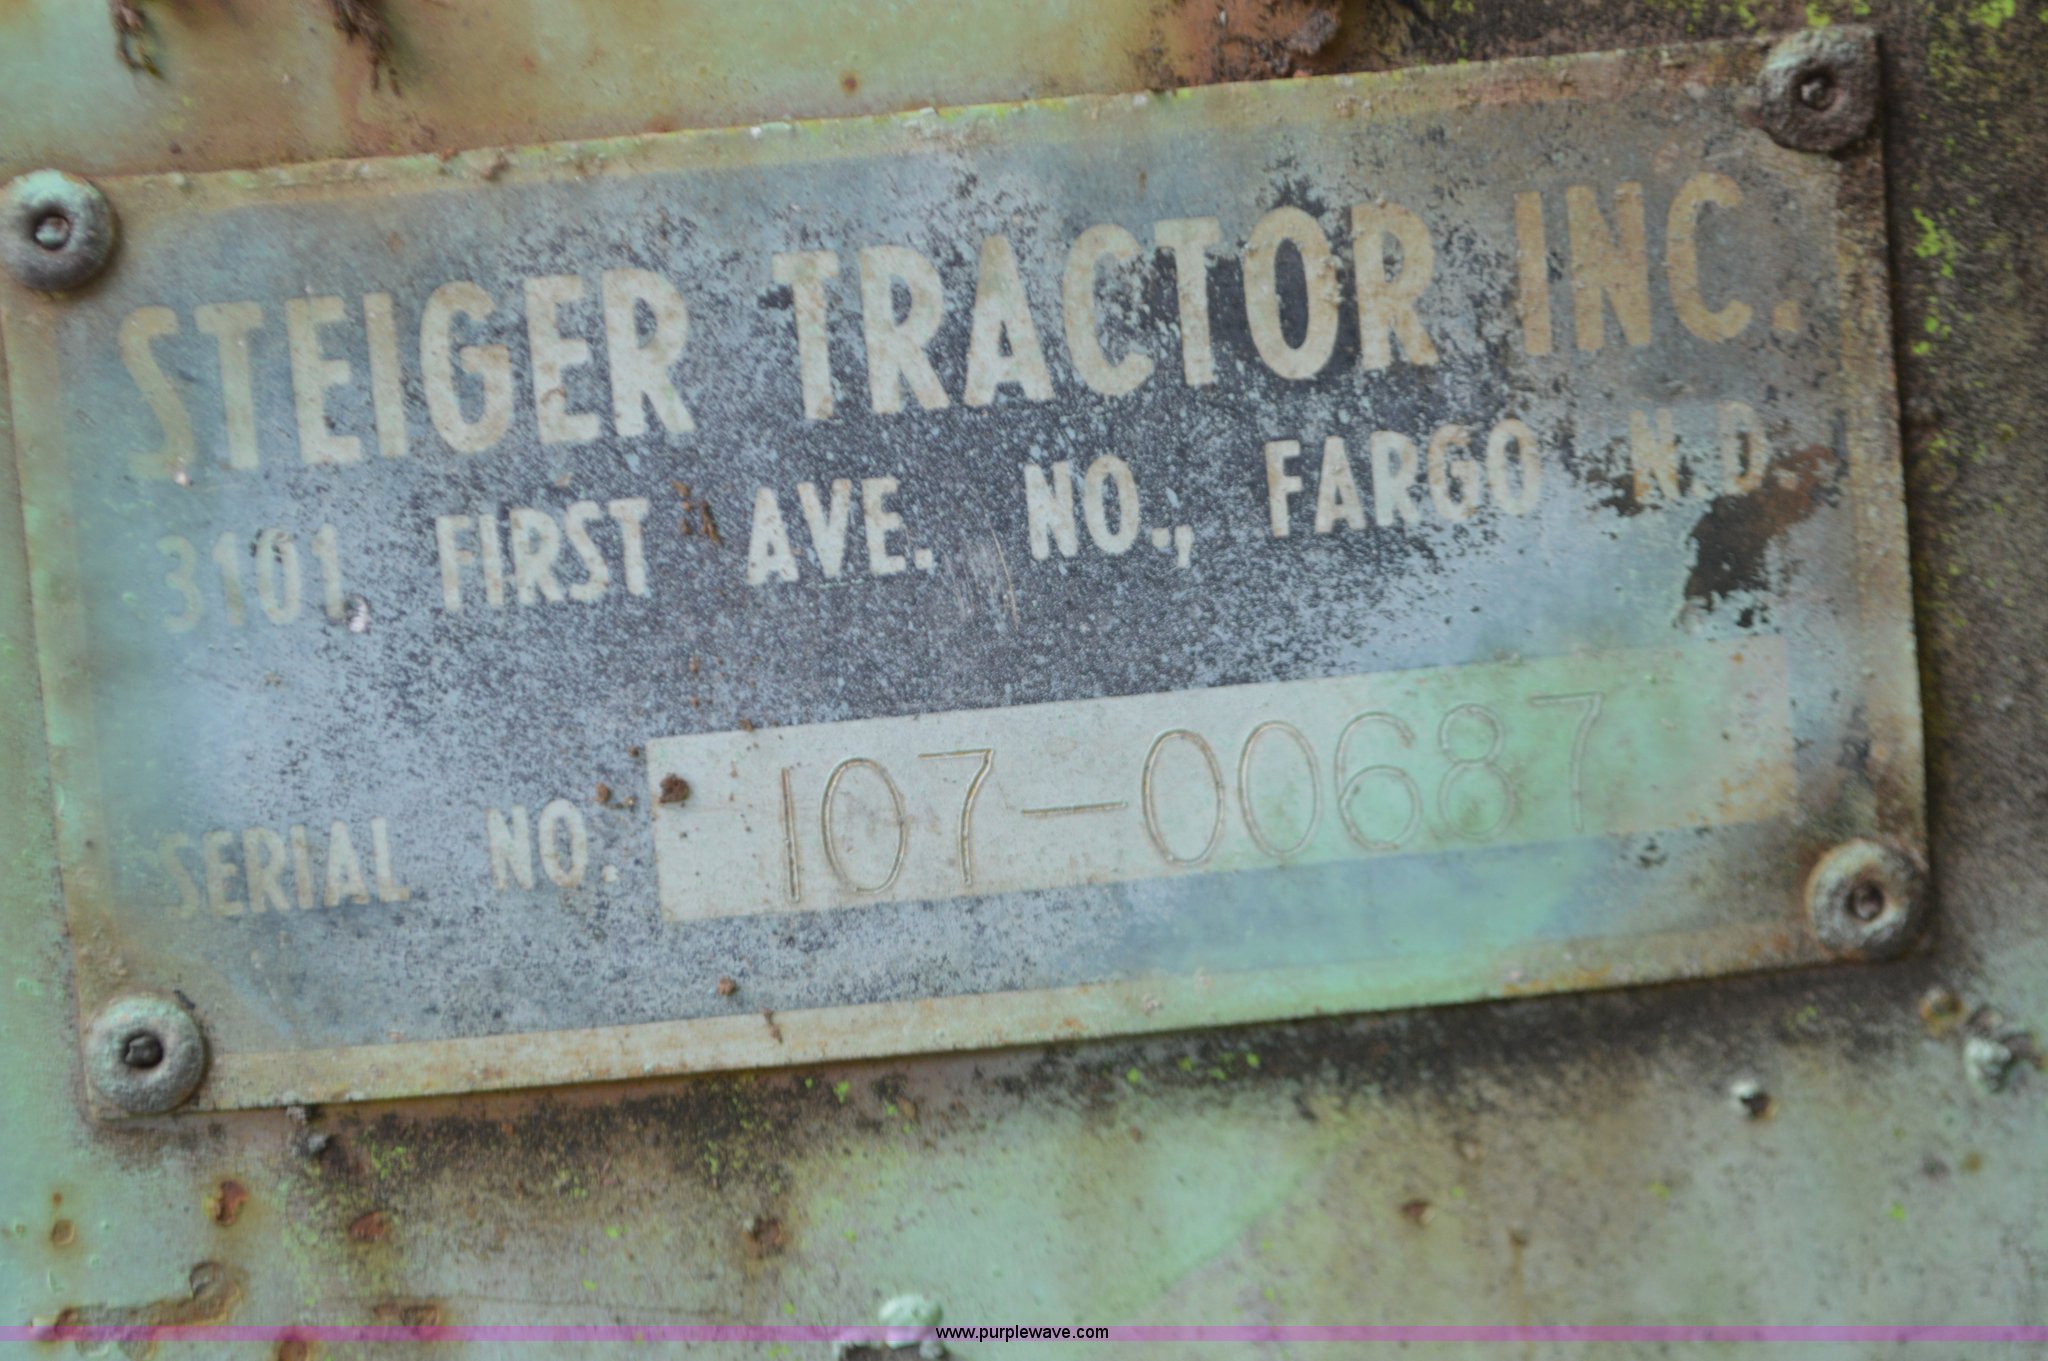 STEIGER TRACTOR INC.
3101 FIRST AVE. NO., FARGO N.D.
SERIAL NO. 107-00687
www.purplewave.com